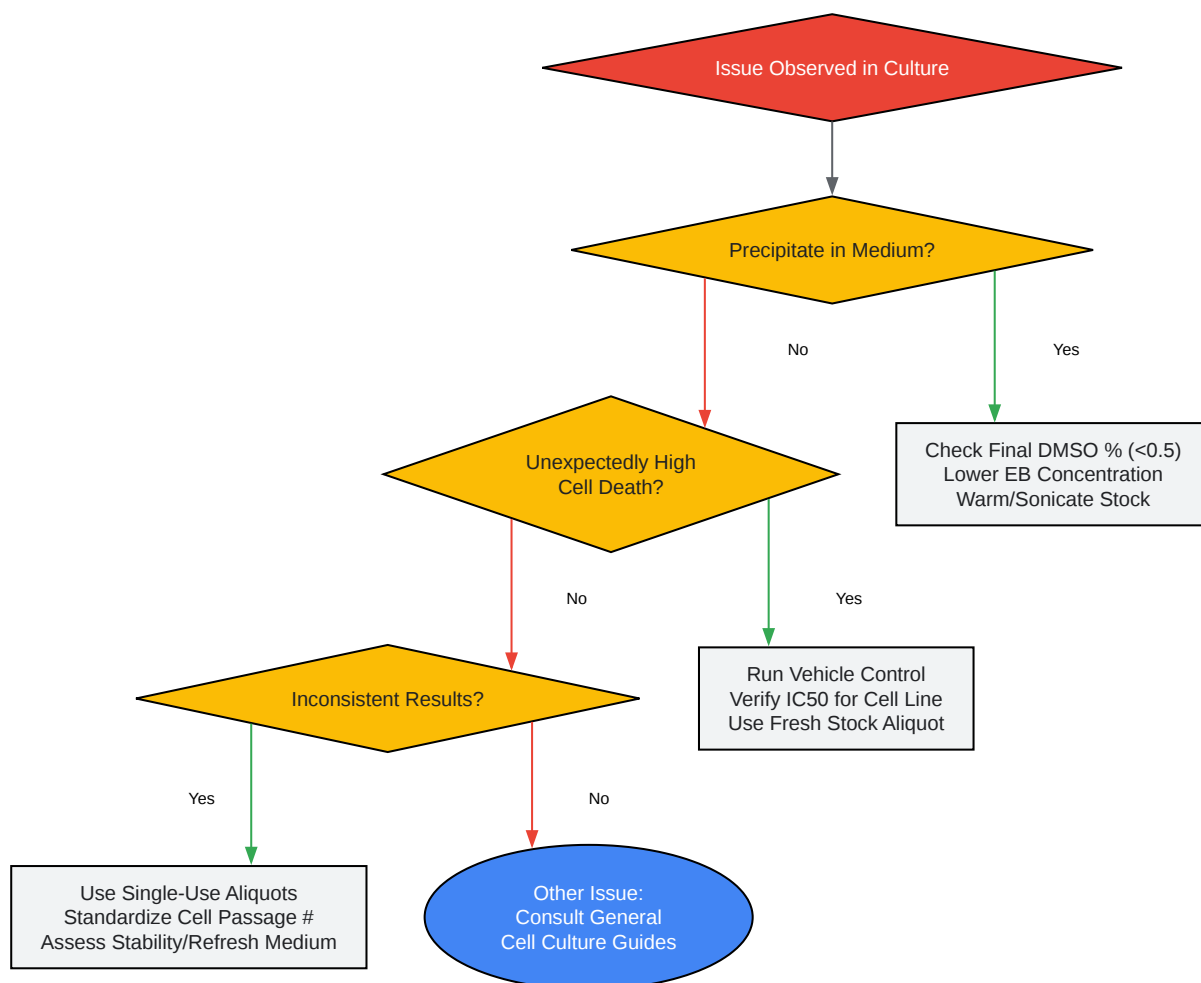 Issue Observed in Culture
Precipitate in Medium?
No
Yes
Unexpectedly High
Cell Death?
Check Final DMSO % (<0.5)
Lower EB Concentration
Warm/Sonicate Stock
No
Yes
Inconsistent Results?
Run Vehicle Control
Verify IC50 for Cell Line
Use Fresh Stock Aliquot
Yes
No
Use Single-Use Aliquots
Standardize Cell Passage #
Assess Stability/Refresh Medium
Other Issue:
Consult General
Cell Culture Guides